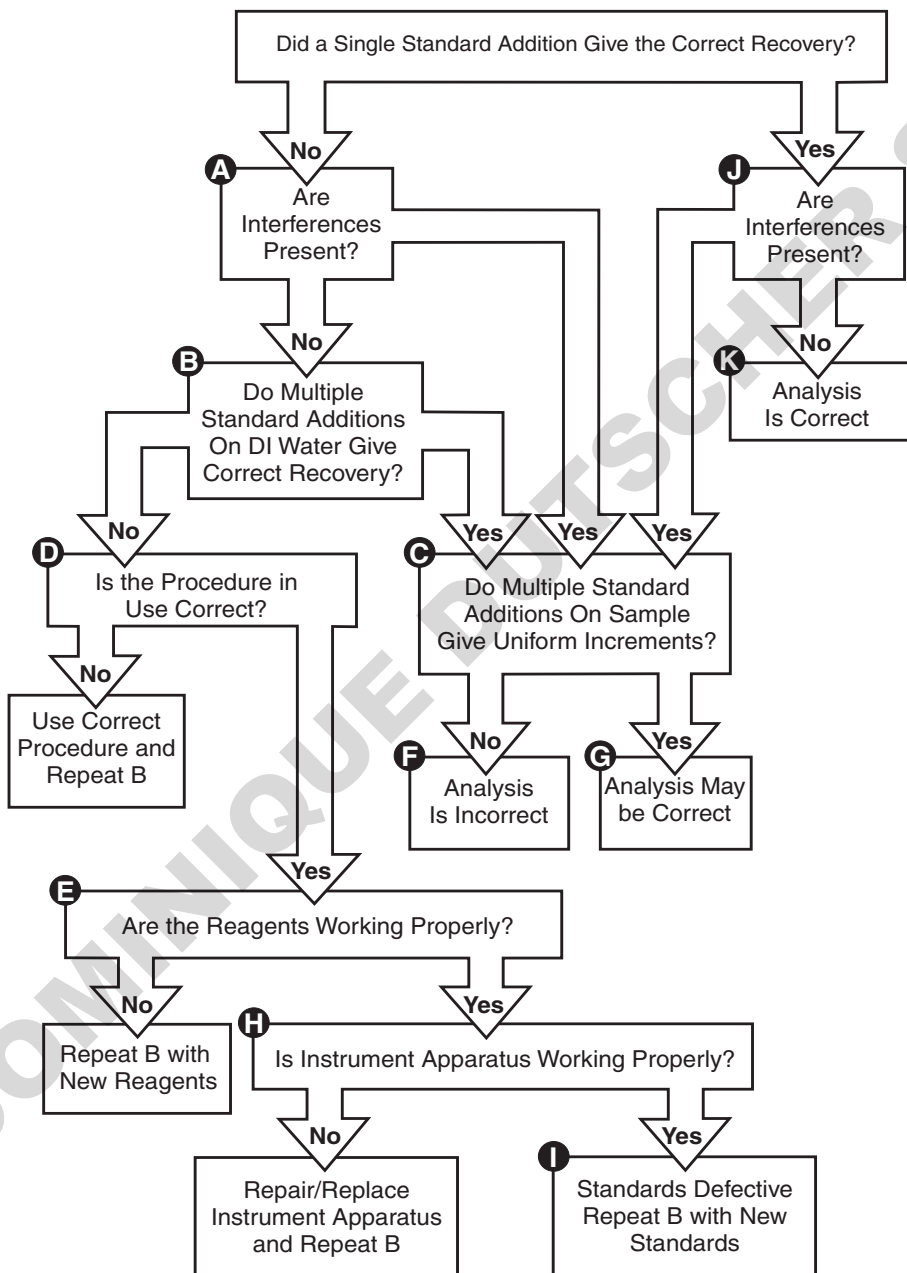 Did a Single Standard Addition Give the Correct Recovery?
No
Yes
A
J
Are
Interferences
Present?
Are
Interferences
Present?
No
No
B
K
Do Multiple
Standard Additions
On DI Water Give
Correct Recovery?
Analysis
Is Correct
No
Yes
Yes
Yes
D
C
Is the Procedure in
Use Correct?
Do Multiple Standard
Additions On Sample
Give Uniform Increments?
No
Use Correct
Procedure and
Repeat B
No
Yes
F
G
Analysis
Is Incorrect
Analysis May
be Correct
Yes
E
Are the Reagents Working Properly?
No
Yes
H
Repeat B with
New Reagents
Is Instrument Apparatus Working Properly?
No
Yes
I
Repair/Replace
Instrument Apparatus
and Repeat B
Standards Defective
Repeat B with New
Standards
DOMINIQUE DUTSCHER S